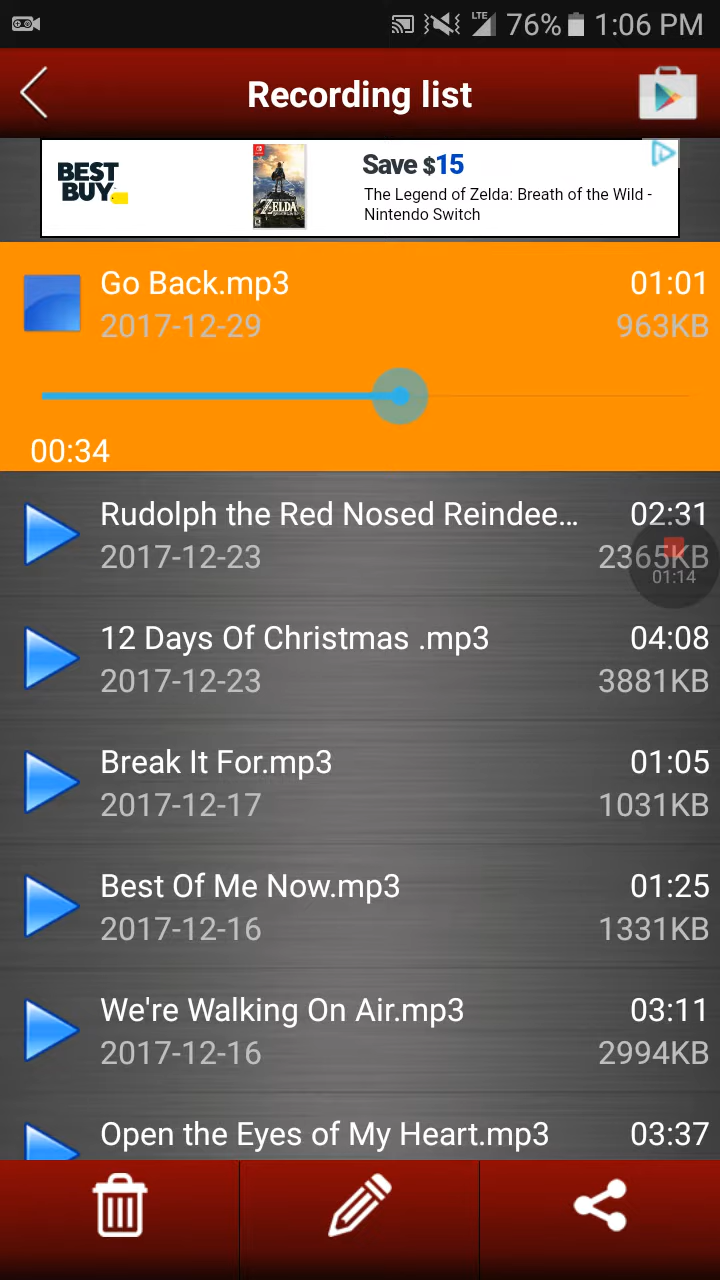 LTE 76% 1:06 PM
Recording list
BEST BUY
ZELDA
Save $15
The Legend of Zelda: Breath of the Wild -
Nintendo Switch
Go Back.mp3 01:01
2017-12-29 963KB
00:34
Rudolph the Red Nosed Reindee... 02:31
2017-12-23 2365KB
01:14
12 Days Of Christmas .mp3 04:08
2017-12-23 3881KB
Break It For.mp3 01:05
2017-12-17 1031KB
Best Of Me Now.mp3 01:25
2017-12-16 1331KB
We're Walking On Air.mp3 03:11
2017-12-16 2994KB
Open the Eyes of My Heart.mp3 03:37